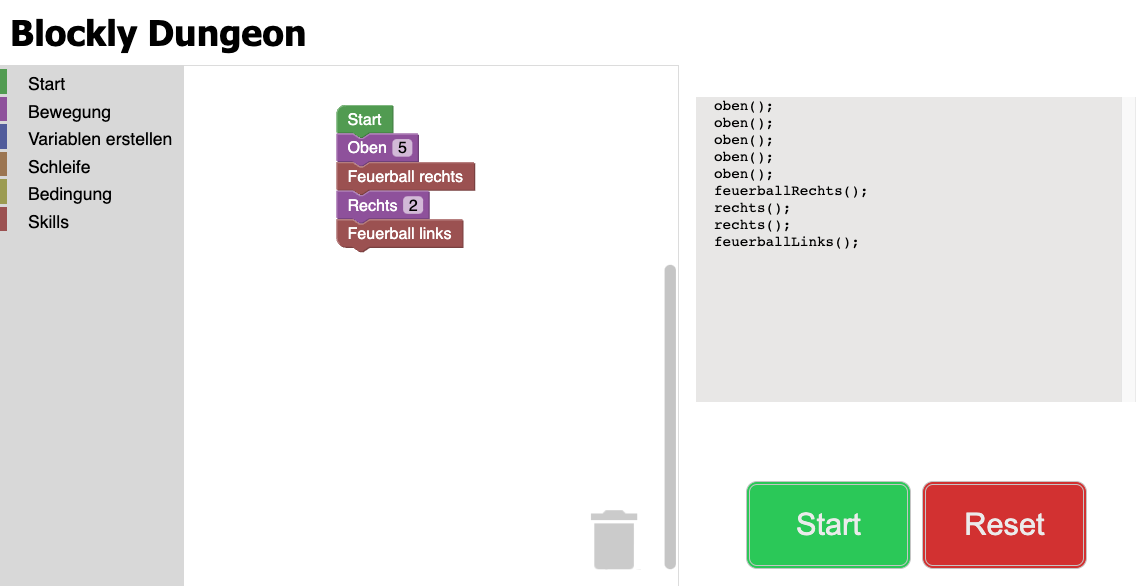 Blockly Dungeon
Start
Bewegung
Variablen erstellen
Schleife
Bedingung
Skills
Start
Oben 5
Feuerball rechts
Rechts 2
Feuerball links
oben();
oben();
oben();
oben();
oben();
feuerballRechts();
rechts();
rechts();
feuerballLinks();
Start
Reset